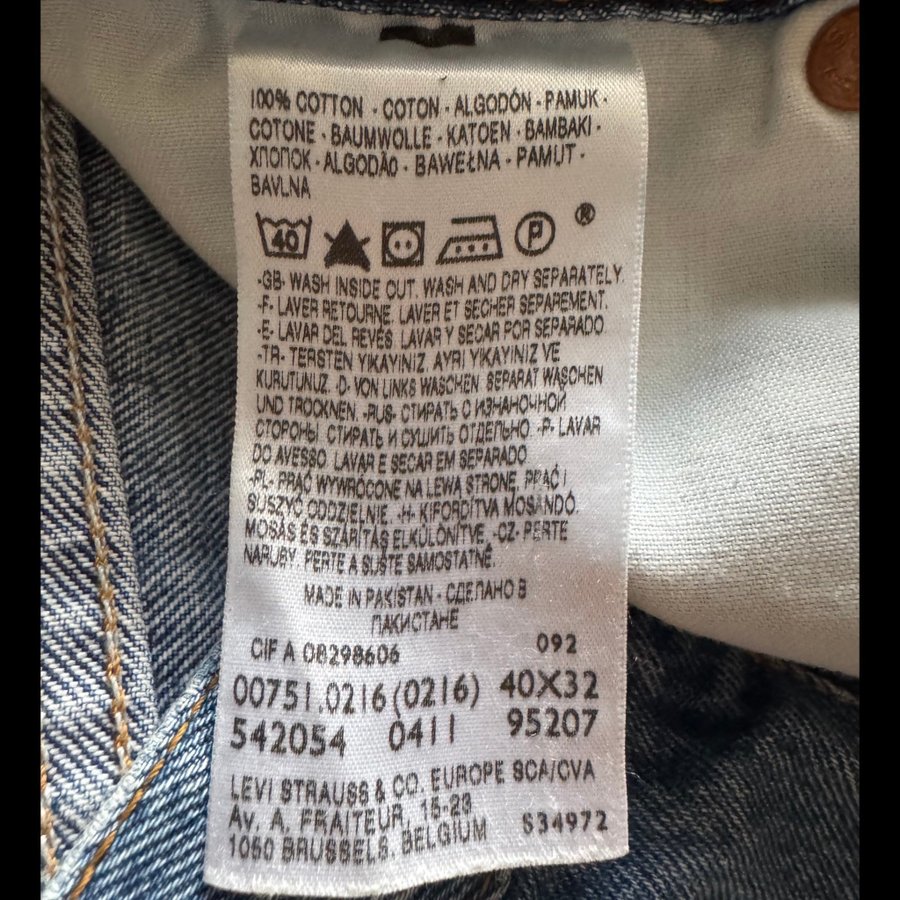 100% COTTON - COTON - ALGODÓN - PAMUK -
COTONE - BAUMWOLLE - KATOEN - BAMBAKI -
ХЛОПОК - ALGODÃO - BAWEŁNA - PAMUT -
BAVLNA
40 P ®
-GB- WASH INSIDE OUT. WASH AND DRY SEPARATELY.
-F- LAVER RETOURNE. LAVER ET SECHER SEPAREMENT.
-E- LAVAR DEL REVÉS. LAVAR Y SECAR POR SEPARADO.
-TR- TERSTEN YIKAYINIZ. AYRI YIKAYINIZ VE
KURUTUNUZ. -D- VON LINKS WASCHEN. SEPARAT WASCHEN
UND TROCKNEN. -RUS- СТИРАТЬ С ИЗНАНОЧНОЙ
СТОРОНЫ. СТИРАТЬ И СУШИТЬ ОТДЕЛЬНО. -P- LAVAR
DO AVESSO. LAVAR E SECAR EM SEPARADO.
-PL- PRAĆ WYWRÓCONE NA LEWĄ STRONĘ. PRAĆ I
SUSZYĆ ODDZIELNIE. -H- KIFORDÍTVA MOSANDÓ.
MOSÁS ÉS SZÁRÍTÁS ELKÜLÖNÍTVE. -CZ- PERTE
NARUBY. PERTE A SUŠTE SAMOSTATNĚ.
MADE IN PAKISTAN - СДЕЛАНО В
ПАКИСТАНЕ
CIF A 08298606 092
00751.0216 (0216) 40X32
542054 0411 95207
LEVI STRAUSS & CO. EUROPE SCA/CVA
Av. A. FRAITEUR, 15-23
1050 BRUSSELS. BELGIUM S34972